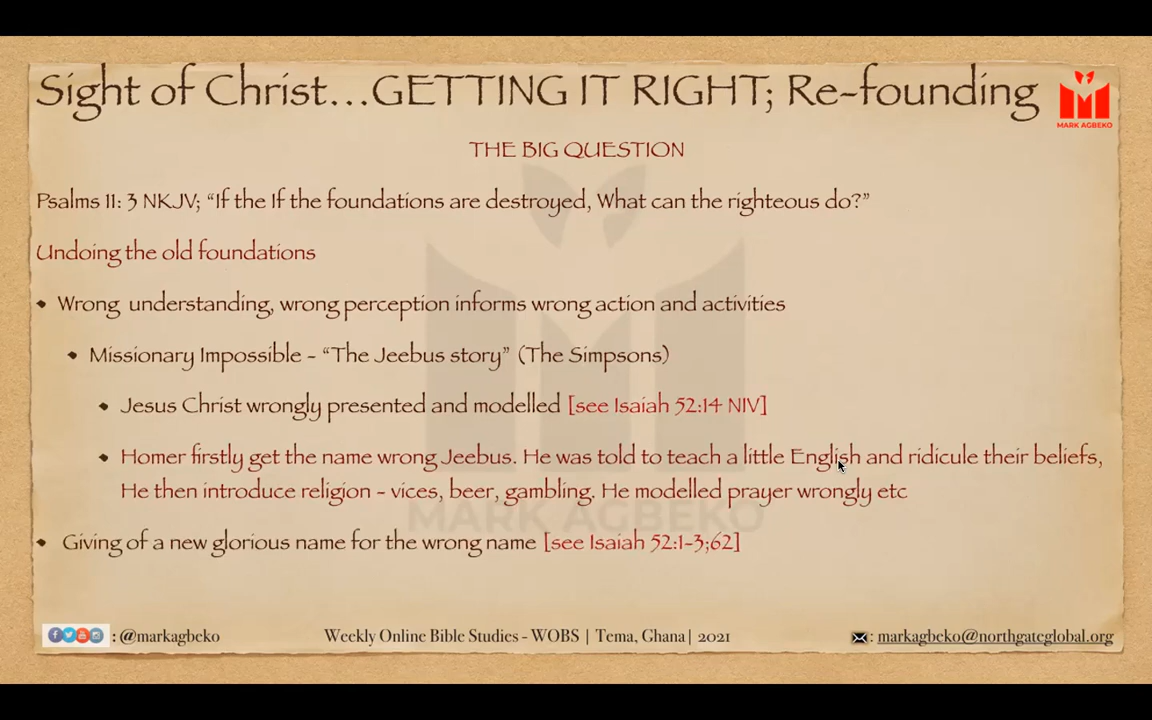 Sight of Christ…GETTING IT RIGHT; Re-founding
MARK AGBEKO
THE BIG QUESTION
Psalms 11: 3 NKJV; “If the If the foundations are destroyed, What can the righteous do?”
Undoing the old foundations
• Wrong understanding, wrong perception informs wrong action and activities
• Missionary Impossible - “The Jeebus story” (The Simpsons)
• Jesus Christ wrongly presented and modelled [see Isaiah 52:14 NIV]
• Homer firstly get the name wrong Jeebus. He was told to teach a little English and ridicule their beliefs,
He then introduce religion - vices, beer, gambling. He modelled prayer wrongly etc
MARK AGBEKO
• Giving of a new glorious name for the wrong name [see Isaiah 52:1-3;62]
: @markagbeko
Weekly Online Bible Studies - WOBS | Tema, Ghana| 2021
: markagbeko@northgateglobal.org